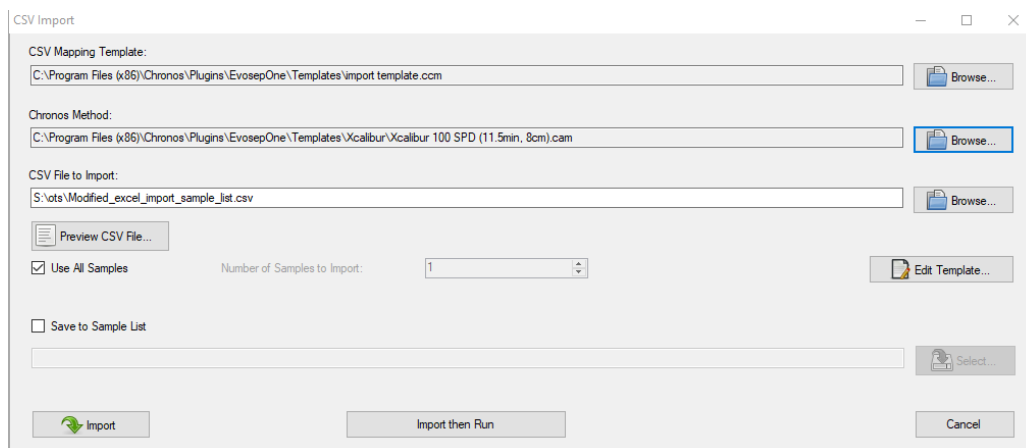 CSV Import
CSV Mapping Template:
C:\Program Files (x86)\Chronos\Plugins\EvosepOne\Templates\import template.ccm
Browse...
Chronos Method:
C:\Program Files (x86)\Chronos\Plugins\EvosepOne\Templates\Xcalibur\Xcalibur 100 SPD (11.5min, 8cm).cam
Browse...
CSV File to Import:
S:\ots\Modified_excel_import_sample_list.csv
Browse...
Preview CSV File...
Use All Samples
Number of Samples to Import:
1
Edit Template...
Save to Sample List
Select...
Import
Import then Run
Cancel